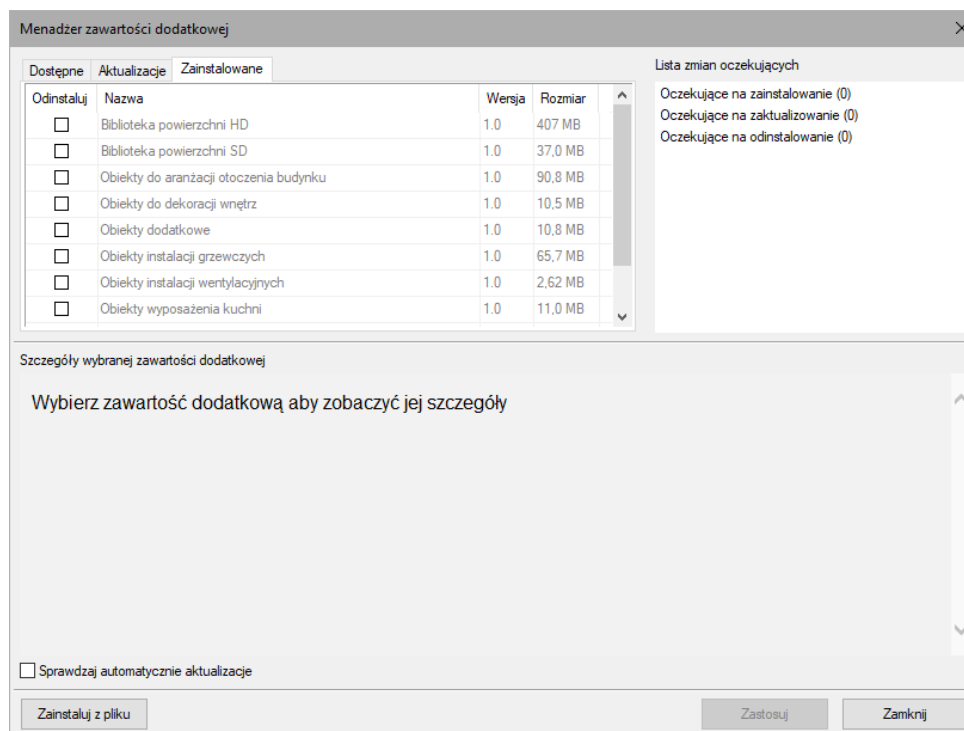 Menadżer zawartości dodatkowej
Dostępne Aktualizacje Zainstalowane
Odinstaluj Nazwa Wersja Rozmiar
Biblioteka powierzchni HD 1.0 407 MB
Biblioteka powierzchni SD 1.0 37,0 MB
Obiekty do aranżacji otoczenia budynku 1.0 90,8 MB
Obiekty do dekoracji wnętrz 1.0 10,5 MB
Obiekty dodatkowe 1.0 10,8 MB
Obiekty instalacji grzewczych 1.0 65,7 MB
Obiekty instalacji wentylacyjnych 1.0 2,62 MB
Obiekty wyposażenia kuchni 1.0 11,0 MB
Lista zmian oczekujących
Oczekujące na zainstalowanie (0)
Oczekujące na zaktualizowanie (0)
Oczekujące na odinstalowanie (0)
Szczegóły wybranej zawartości dodatkowej
Wybierz zawartość dodatkową aby zobaczyć jej szczegóły
Sprawdzaj automatycznie aktualizacje
Zainstaluj z pliku Zastosuj Zamknij